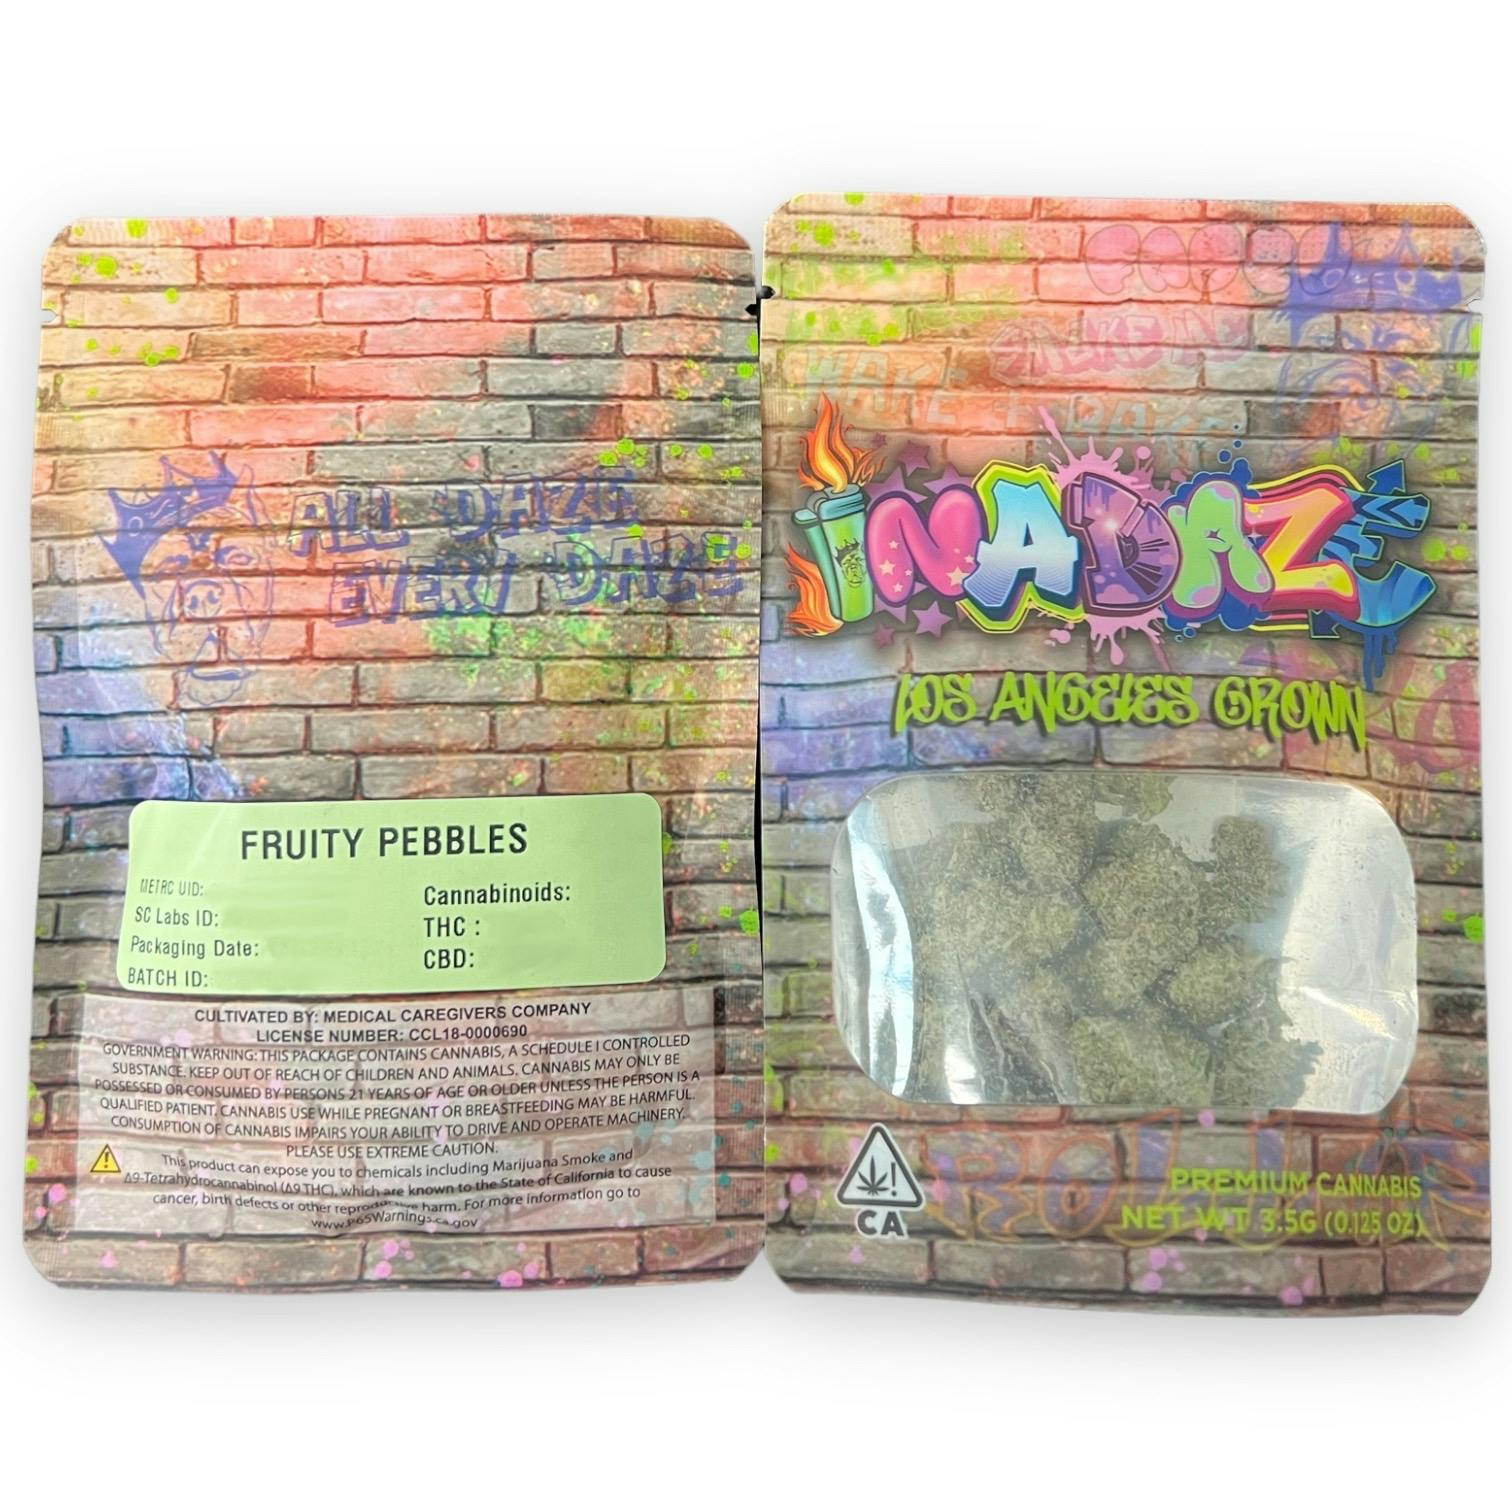 ALL DAZE
EVERY DAZE
FRUITY PEBBLES
METRC UID:
SC Labs ID:
Packaging Date:
BATCH ID:
Cannabinoids:
THC :
CBD:
CULTIVATED BY: MEDICAL CAREGIVERS COMPANY
LICENSE NUMBER: CCL18-0000690
GOVERNMENT WARNING: THIS PACKAGE CONTAINS CANNABIS, A SCHEDULE I CONTROLLED
SUBSTANCE. KEEP OUT OF REACH OF CHILDREN AND ANIMALS. CANNABIS MAY ONLY BE
POSSESSED OR CONSUMED BY PERSONS 21 YEARS OF AGE OR OLDER UNLESS THE PERSON IS A
QUALIFIED PATIENT. CANNABIS USE WHILE PREGNANT OR BREASTFEEDING MAY BE HARMFUL.
CONSUMPTION OF CANNABIS IMPAIRS YOUR ABILITY TO DRIVE AND OPERATE MACHINERY.
PLEASE USE EXTREME CAUTION.
This product can expose you to chemicals including Marijuana Smoke and
Δ9-Tetrahydrocannabinol (Δ9 THC), which are known to the State of California to cause
cancer, birth defects or other reproductive harm. For more information go to
www.P65Warnings.ca.gov
SMOKE
WAKE + BAKE
INADAZE
LOS ANGELES GROWN
CA
PREMIUM CANNABIS
NET WT 3.5G (0.125 OZ)